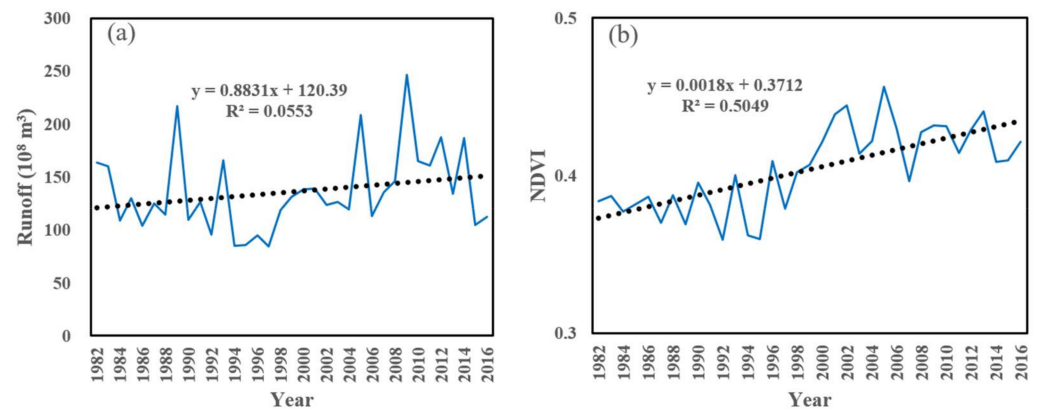 (a)
300
250
200
150
100
50
0
Runoff (10⁸ m³)
y = 0.8831x + 120.39
R² = 0.0553
1982 1984 1986 1988 1990 1992 1994 1996 1998 2000 2002 2004 2006 2008 2010 2012 2014 2016
Year
(b)
0.5
0.4
0.3
NDVI
y = 0.0018x + 0.3712
R² = 0.5049
1982 1984 1986 1988 1990 1992 1994 1996 1998 2000 2002 2004 2006 2008 2010 2012 2014 2016
Year